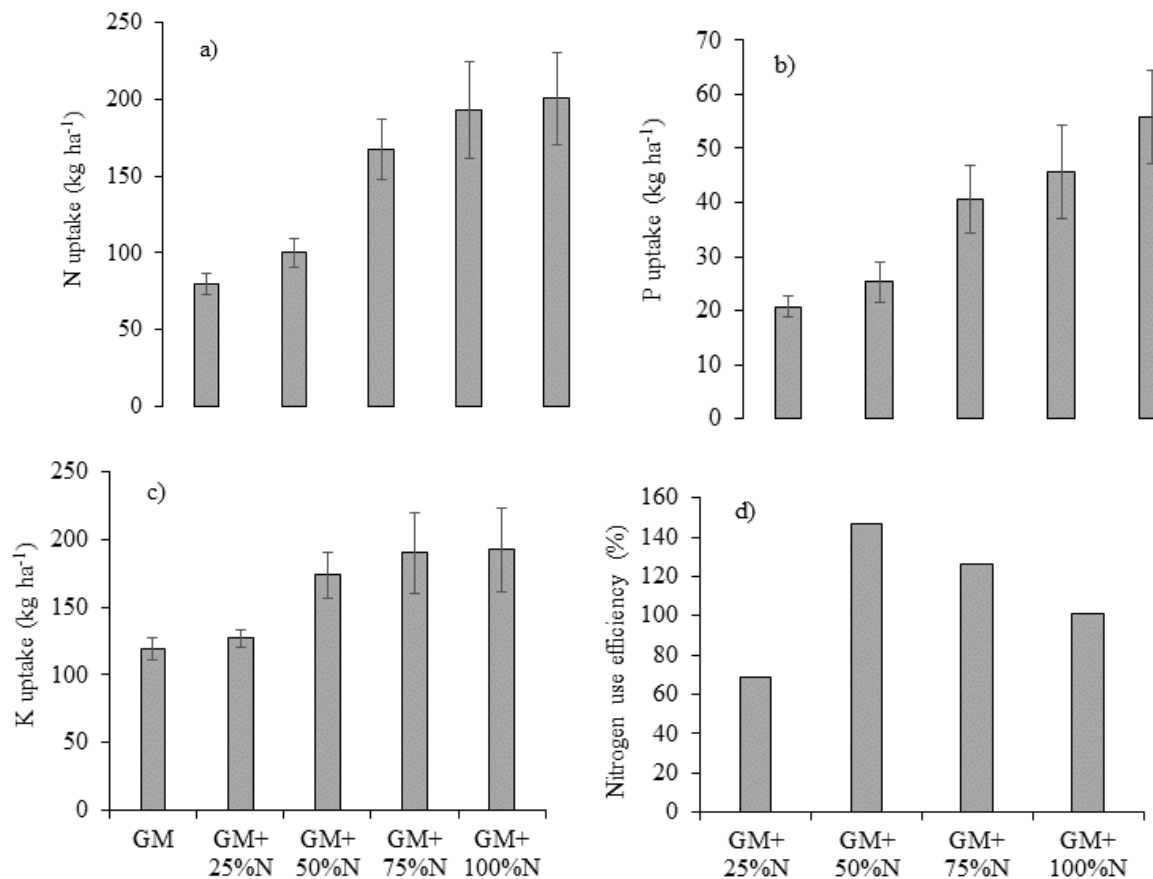 a)
N uptake (kg ha⁻¹)
250
200
150
100
50
0
b)
P uptake (kg ha⁻¹)
70
60
50
40
30
20
10
0
c)
K uptake (kg ha⁻¹)
250
200
150
100
50
0
GM GM+ GM+ GM+ GM+
25%N 50%N 75%N 100%N
d)
Nitrogen use efficiency (%)
160
140
120
100
80
60
40
20
0
GM+ GM+ GM+ GM+
25%N 50%N 75%N 100%N